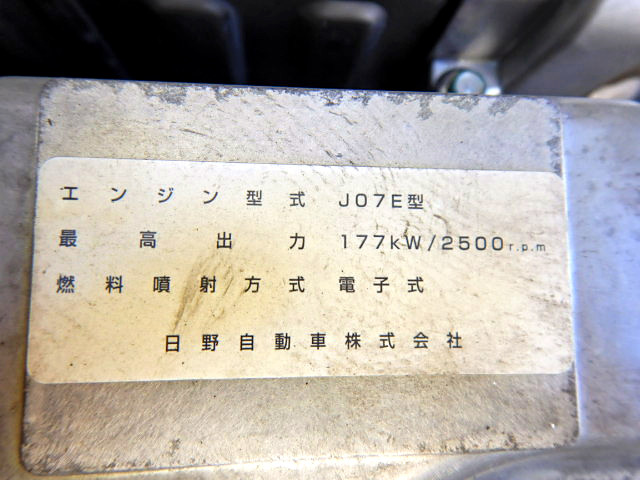 エンジン型式 J07E型
最高出力 177kW/2500r.p.m
燃料噴射方式 電子式
日野自動車株式会社